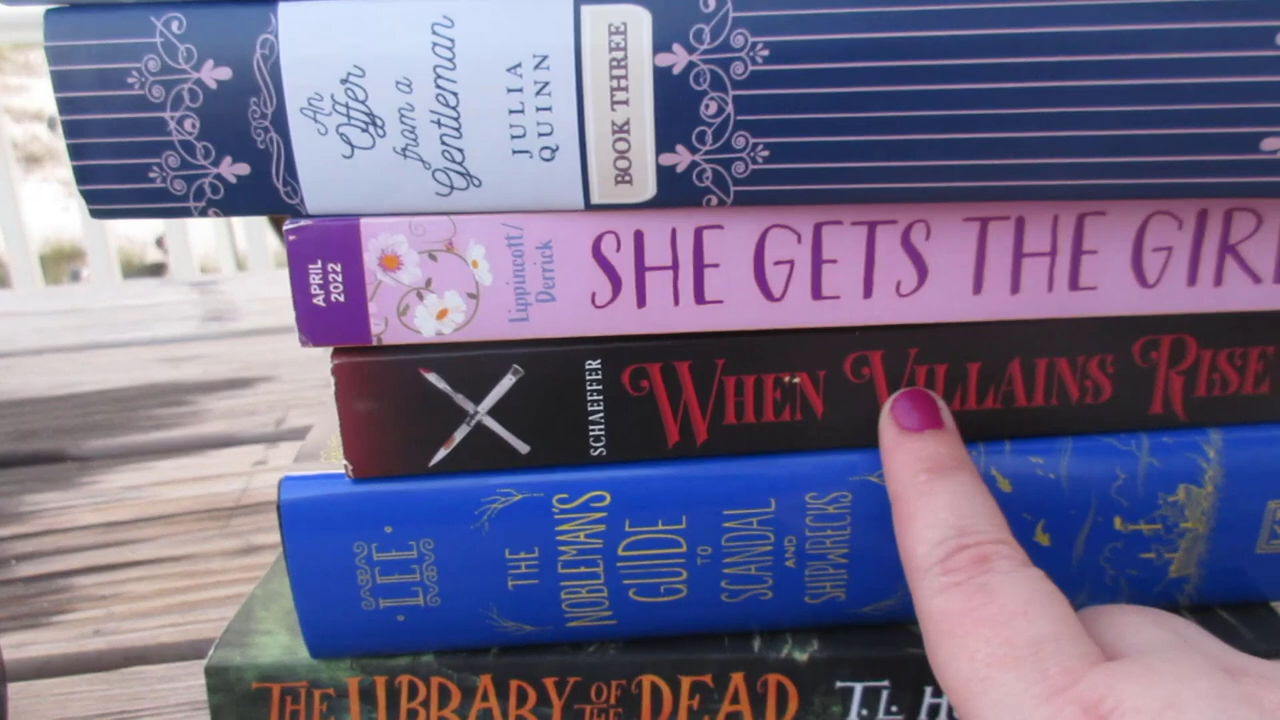 An
Offer
from a
Gentleman
JULIA
QUINN
BOOK THREE
APRIL
2022
Lippincott/
Derrick
SHE GETS THE
SCHAEFFER
WHEN VILLAINS RISE
LEE
THE
NOBLEMAN'S
GUIDE
TO
SCANDAL
AND
SHIPWRECKS
THE LIBRARY OF THE DEAD
T.L.